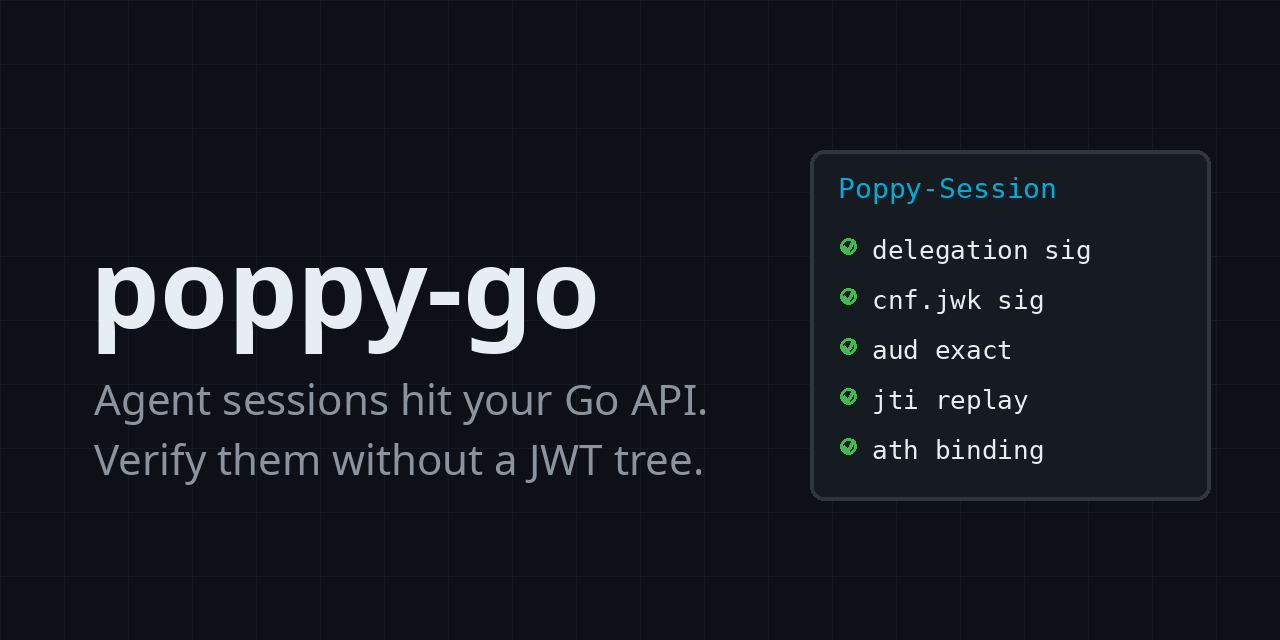 poppy-go
Agent sessions hit your Go API.
Verify them without a JWT tree.
Poppy-Session
delegation sig
cnf.jwk sig
aud exact
jti replay
ath binding